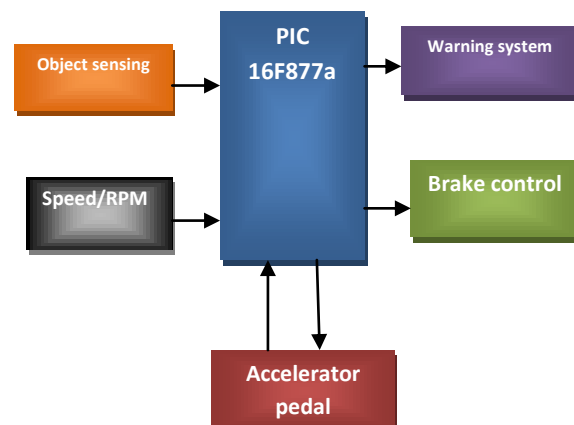 Object sensing
PIC
16F877a
Warning system
Speed/RPM
Brake control
Accelerator
pedal